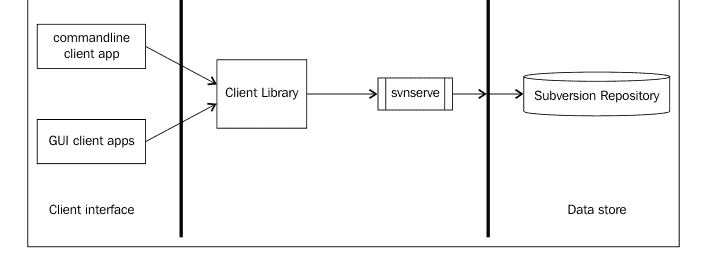 commandline
client app
Client Library
svnserve
Subversion Repository
GUI client apps
Client interface
Data store